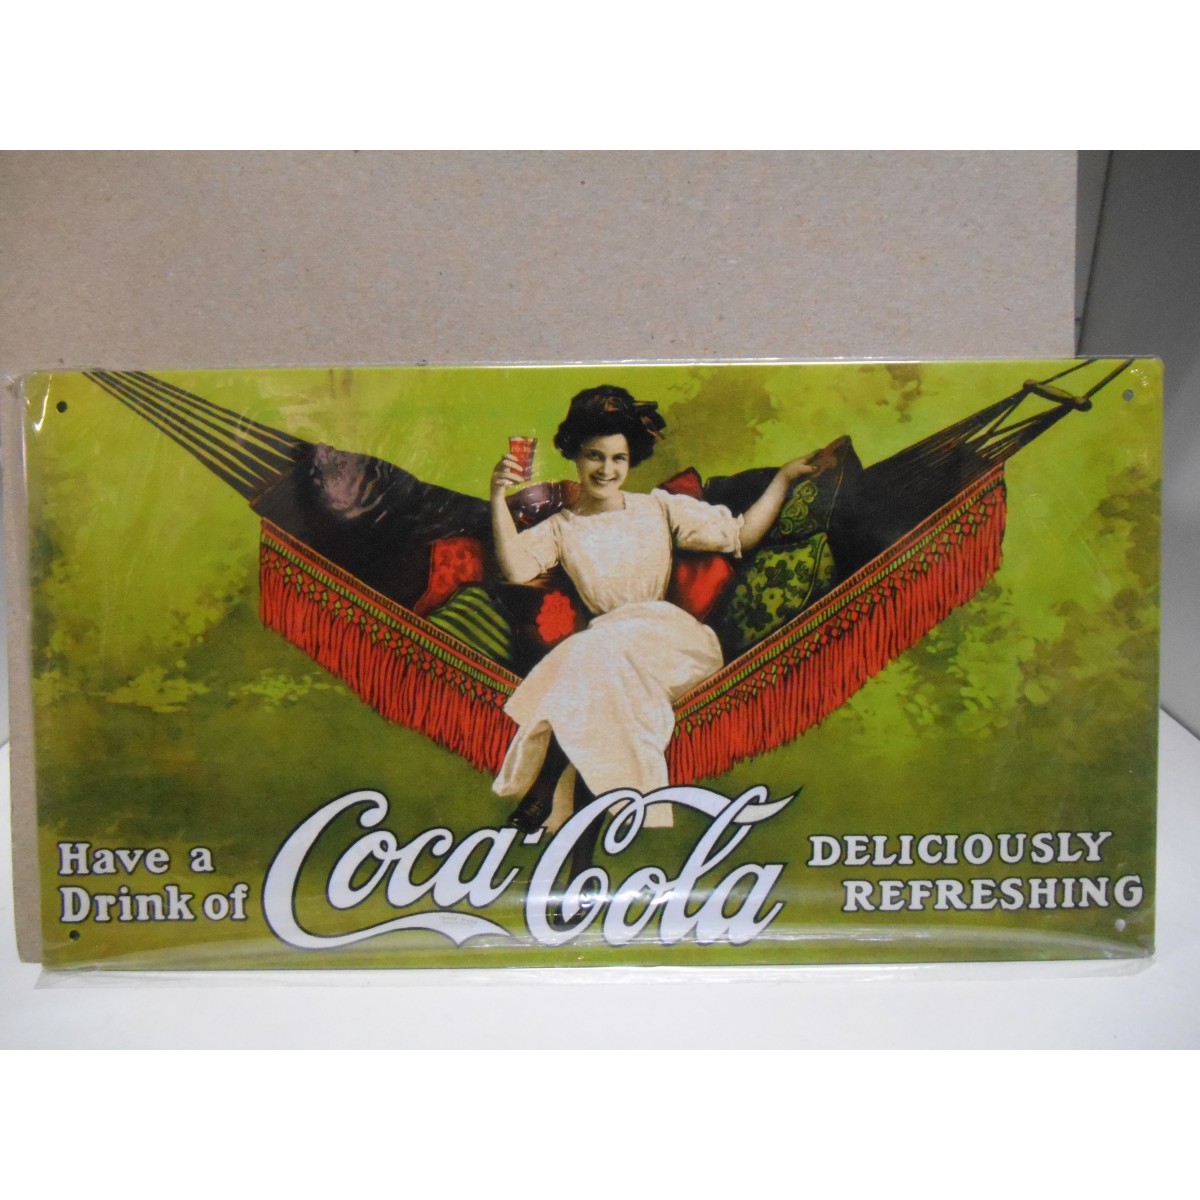 Have a
Drink of
Coca-Cola
DELICIOUSLY
REFRESHING